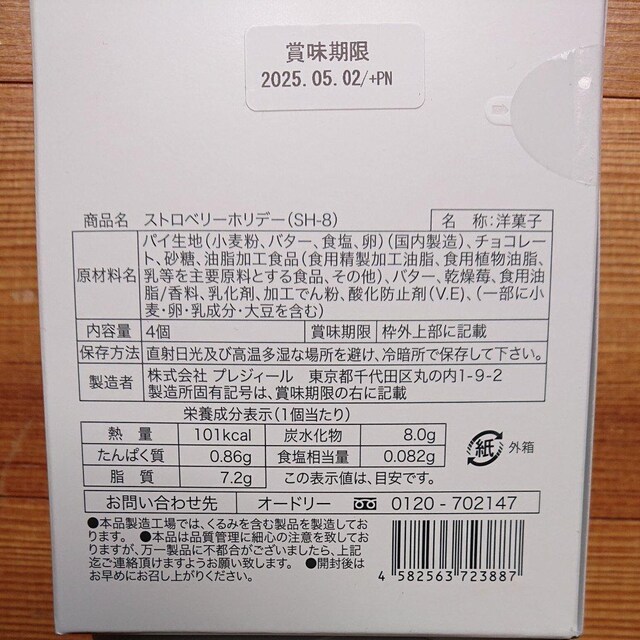 賞味期限
2025.05.02/+PN
商品名 ストロベリーホリデー(SH-8) 名 称:洋菓子
原材料名 パイ生地(小麦粉、バター、食塩、卵)(国内製造)、チョコレー
ト、砂糖、油脂加工食品(食用精製加工油脂、食用植物油脂、
乳等を主要原料とする食品、その他)、バター、乾燥苺、食用油
脂/香料、乳化剤、加工でん粉、酸化防止剤(V.E)、(一部に小
麦・卵・乳成分・大豆を含む)
内容量 4個 賞味期限 枠外上部に記載
保存方法 直射日光及び高温多湿な場所を避け、冷暗所で保存して下さい。
製造者 株式会社 プレジィール 東京都千代田区丸の内1-9-2
製造所固有記号は、賞味期限の右に記載
栄養成分表示(1個当たり)
熱 量 101kcal 炭水化物 8.0g
たんぱく質 0.86g 食塩相当量 0.082g
脂 質 7.2g この表示値は、目安です。
紙 外箱
お問い合わせ先 オードリー 0120-702147
●本品製造工場では、くるみを含む製品を製造してお
ります。 ●本品は品質管理に細心の注意を致してお
りますが、万一製品に不都合がございましたら、上記
迄ご連絡頂けますようお願い致します。 ●開封後は
お早めにお召し上がりください。
4 582563 723887